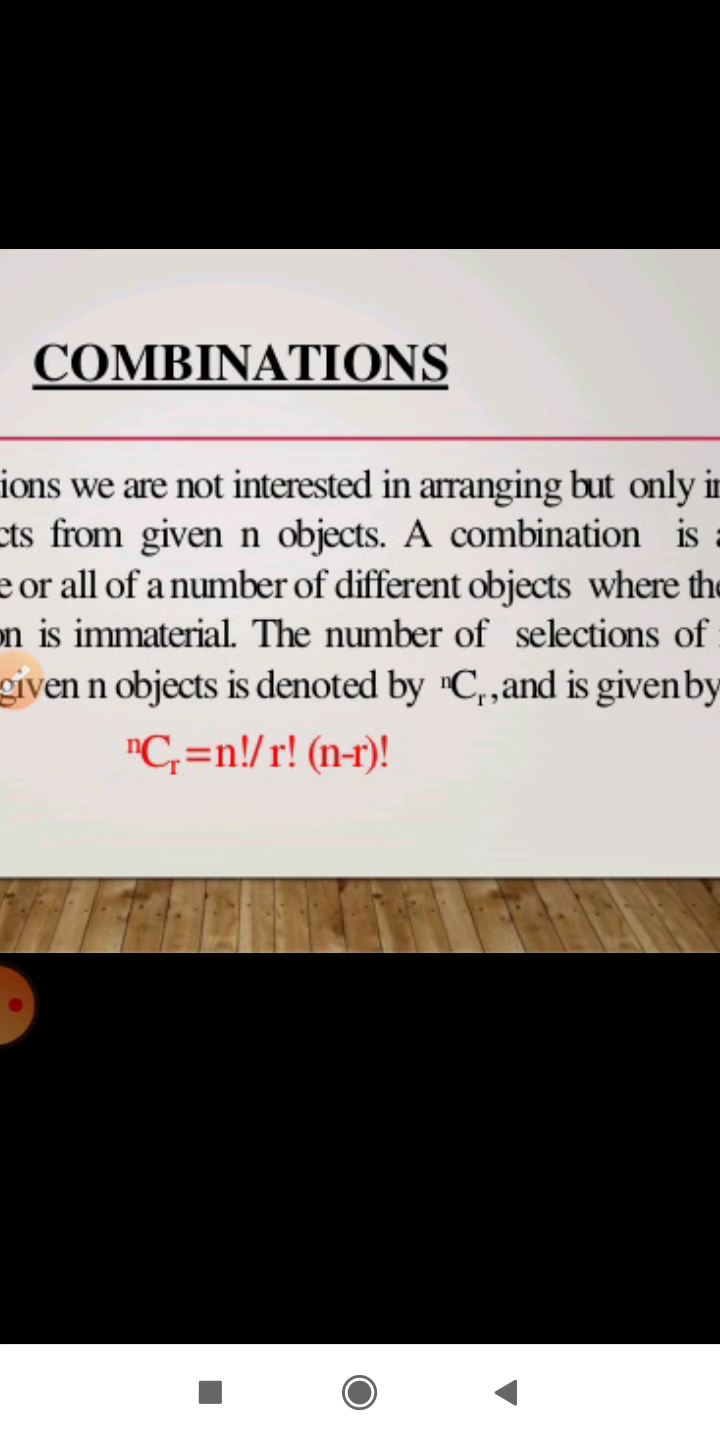 COMBINATIONS
ions we are not interested in arranging but only in
cts from given n objects. A combination is a
e or all of a number of different objects where the
on is immaterial. The number of selections of
given n objects is denoted by ⁿCᵣ,and is given by
ⁿCᵣ=n!/ r! (n-r)!